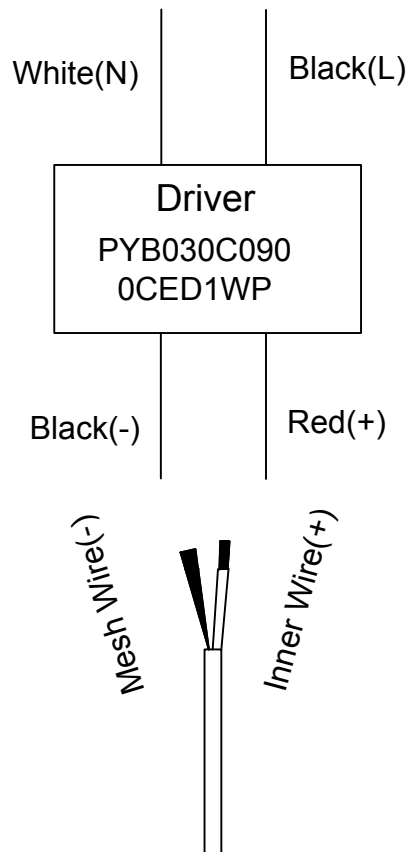 White(N)
Black(L)
Driver
PYB030C090
0CED1WP
Black(-)
Red(+)
Mesh Wire(-)
Inner Wire(+)